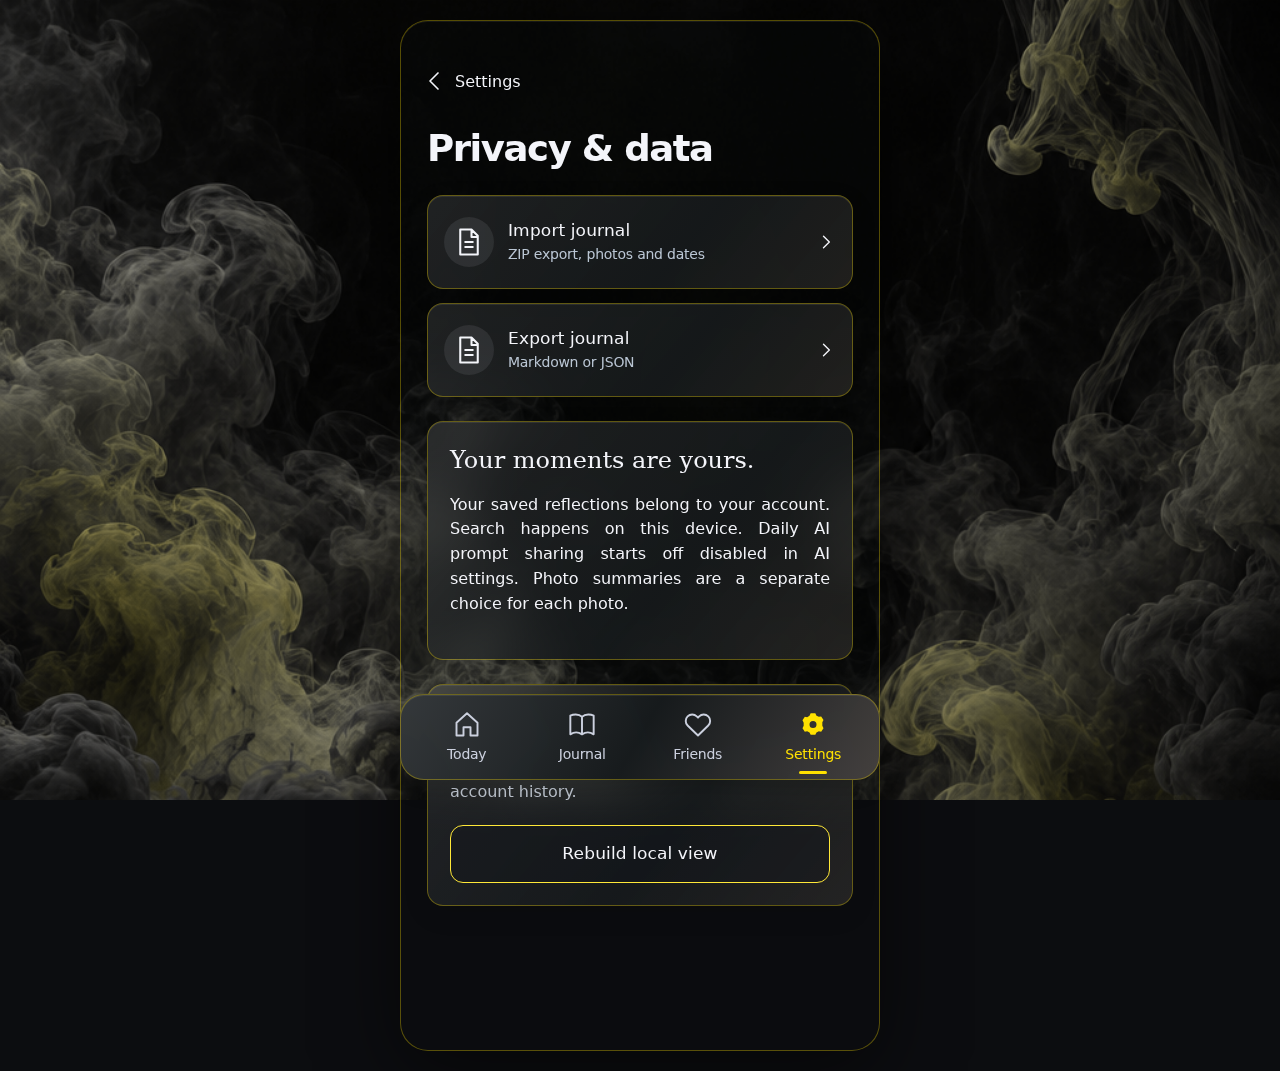 Settings
Privacy & data
Import journal
ZIP export, photos and dates
Export journal
Markdown or JSON
Your moments are yours.
Your saved reflections belong to your account.
Search happens on this device. Daily AI
prompt sharing starts off disabled in AI
settings. Photo summaries are a separate
choice for each photo.
Today
Journal
Friends
Settings
account history.
Rebuild local view